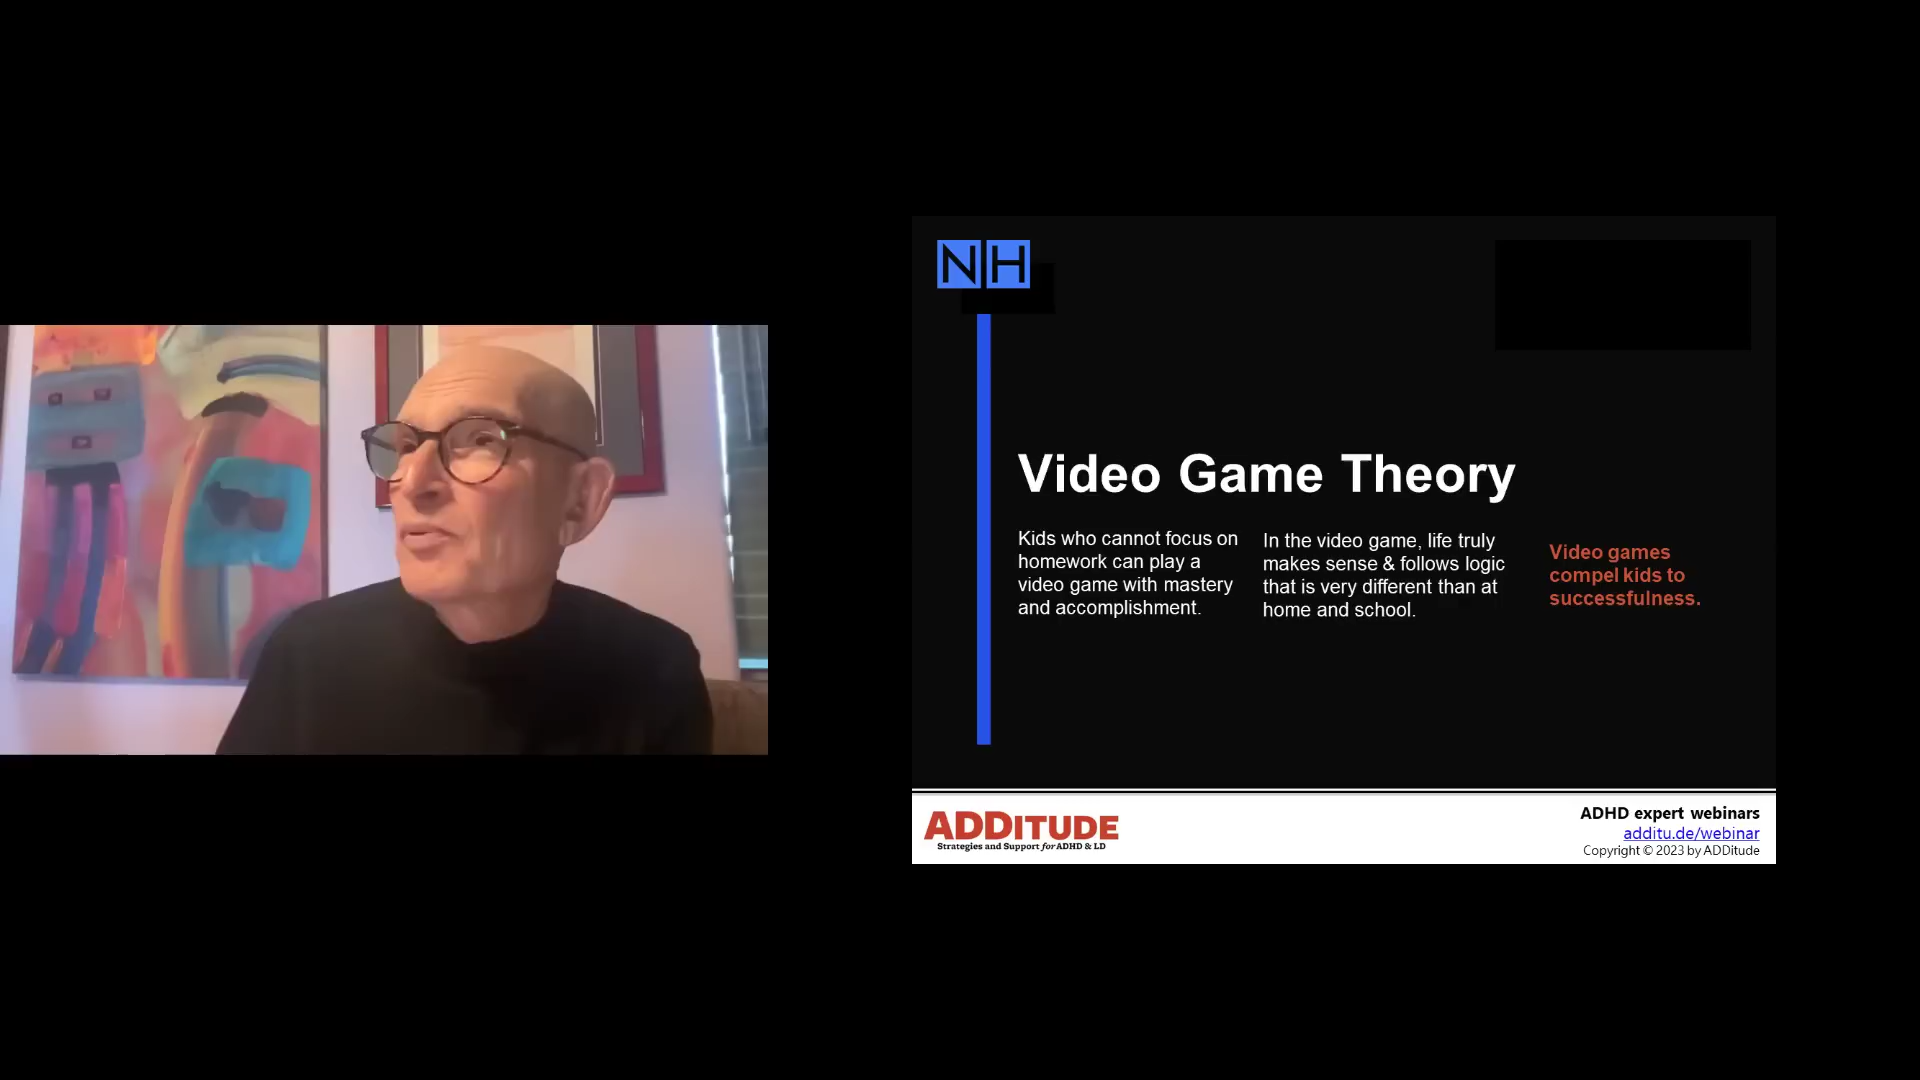 NH
Video Game Theory
Kids who cannot focus on
homework can play a
video game with mastery
and accomplishment.
In the video game, life truly
makes sense & follows logic
that is very different than at
home and school.
Video games
compel kids to
successfulness.
ADDITUDE
Strategies and Support for ADHD & LD
ADHD expert webinars
additu.de/webinar
Copyright © 2023 by ADDitude